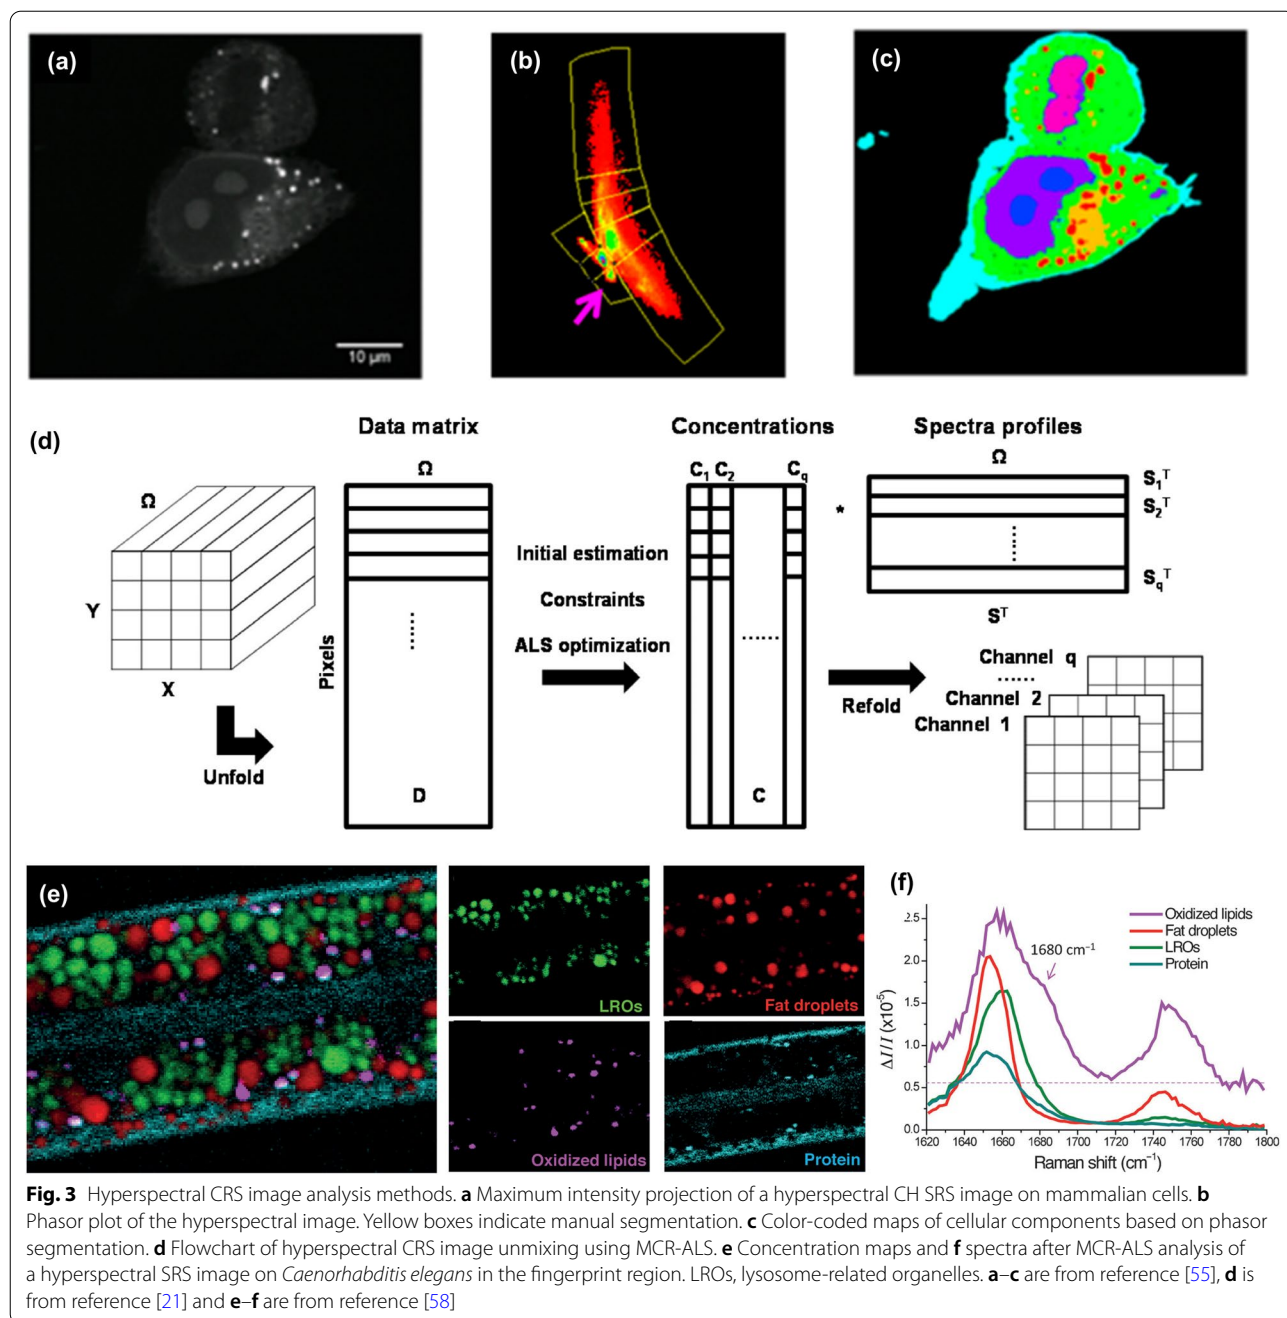 (a)
10 µm
(b)
(c)
(d)
Data matrix
Concentrations
Spectra profiles
Ω
Y
X
Unfold
Ω
Pixels
D
Initial estimation
Constraints
ALS optimization
C₁ C₂ C_q
C
*
Ω
S₁ᵀ
S₂ᵀ
S_qᵀ
Sᵀ
Refold
Channel q
Channel 2
Channel 1
(e)
LROs
Fat droplets
Oxidized lipids
Protein
(f)
Oxidized lipids
Fat droplets
LROs
Protein
1680 cm⁻¹
ΔI/I (x10⁻⁵)
2.5
2.0
1.5
1.0
0.5
0.0
1620 1640 1660 1680 1700 1720 1740 1760 1780 1800
Raman shift (cm⁻¹)
Fig. 3 Hyperspectral CRS image analysis methods. a Maximum intensity projection of a hyperspectral CH SRS image on mammalian cells. b
Phasor plot of the hyperspectral image. Yellow boxes indicate manual segmentation. c Color-coded maps of cellular components based on phasor
segmentation. d Flowchart of hyperspectral CRS image unmixing using MCR-ALS. e Concentration maps and f spectra after MCR-ALS analysis of
a hyperspectral SRS image on Caenorhabditis elegans in the fingerprint region. LROs, lysosome-related organelles. a–c are from reference [55], d is
from reference [21] and e–f are from reference [58]